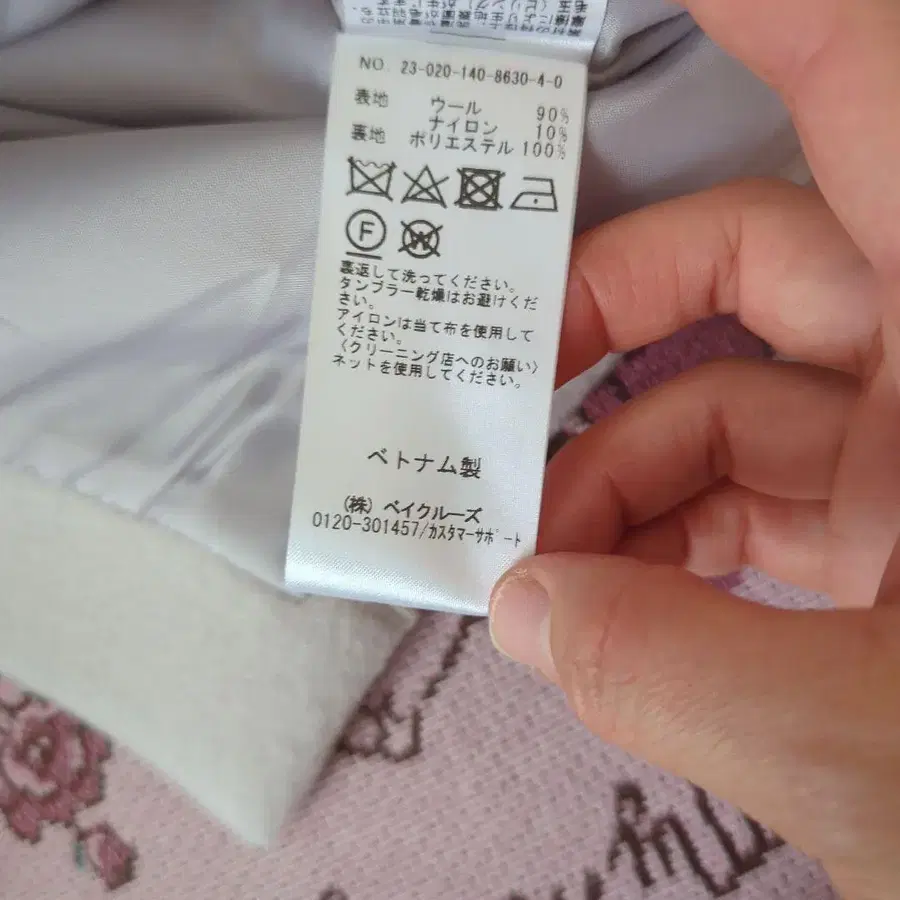 NO. 23-020-140-8630-4-0
表地 ウール 90%
ナイロン 10%
裏地 ポリエステル 100%
F
W
裏返して洗ってください。
タンブラー乾燥はお避けくだ
さい。
アイロンは当て布を使用して
ください。
〈クリーニング店へのお願い〉
ネットを使用してください。
ベトナム製
(株) ベイクルーズ
0120-301457/カスタマーサポート